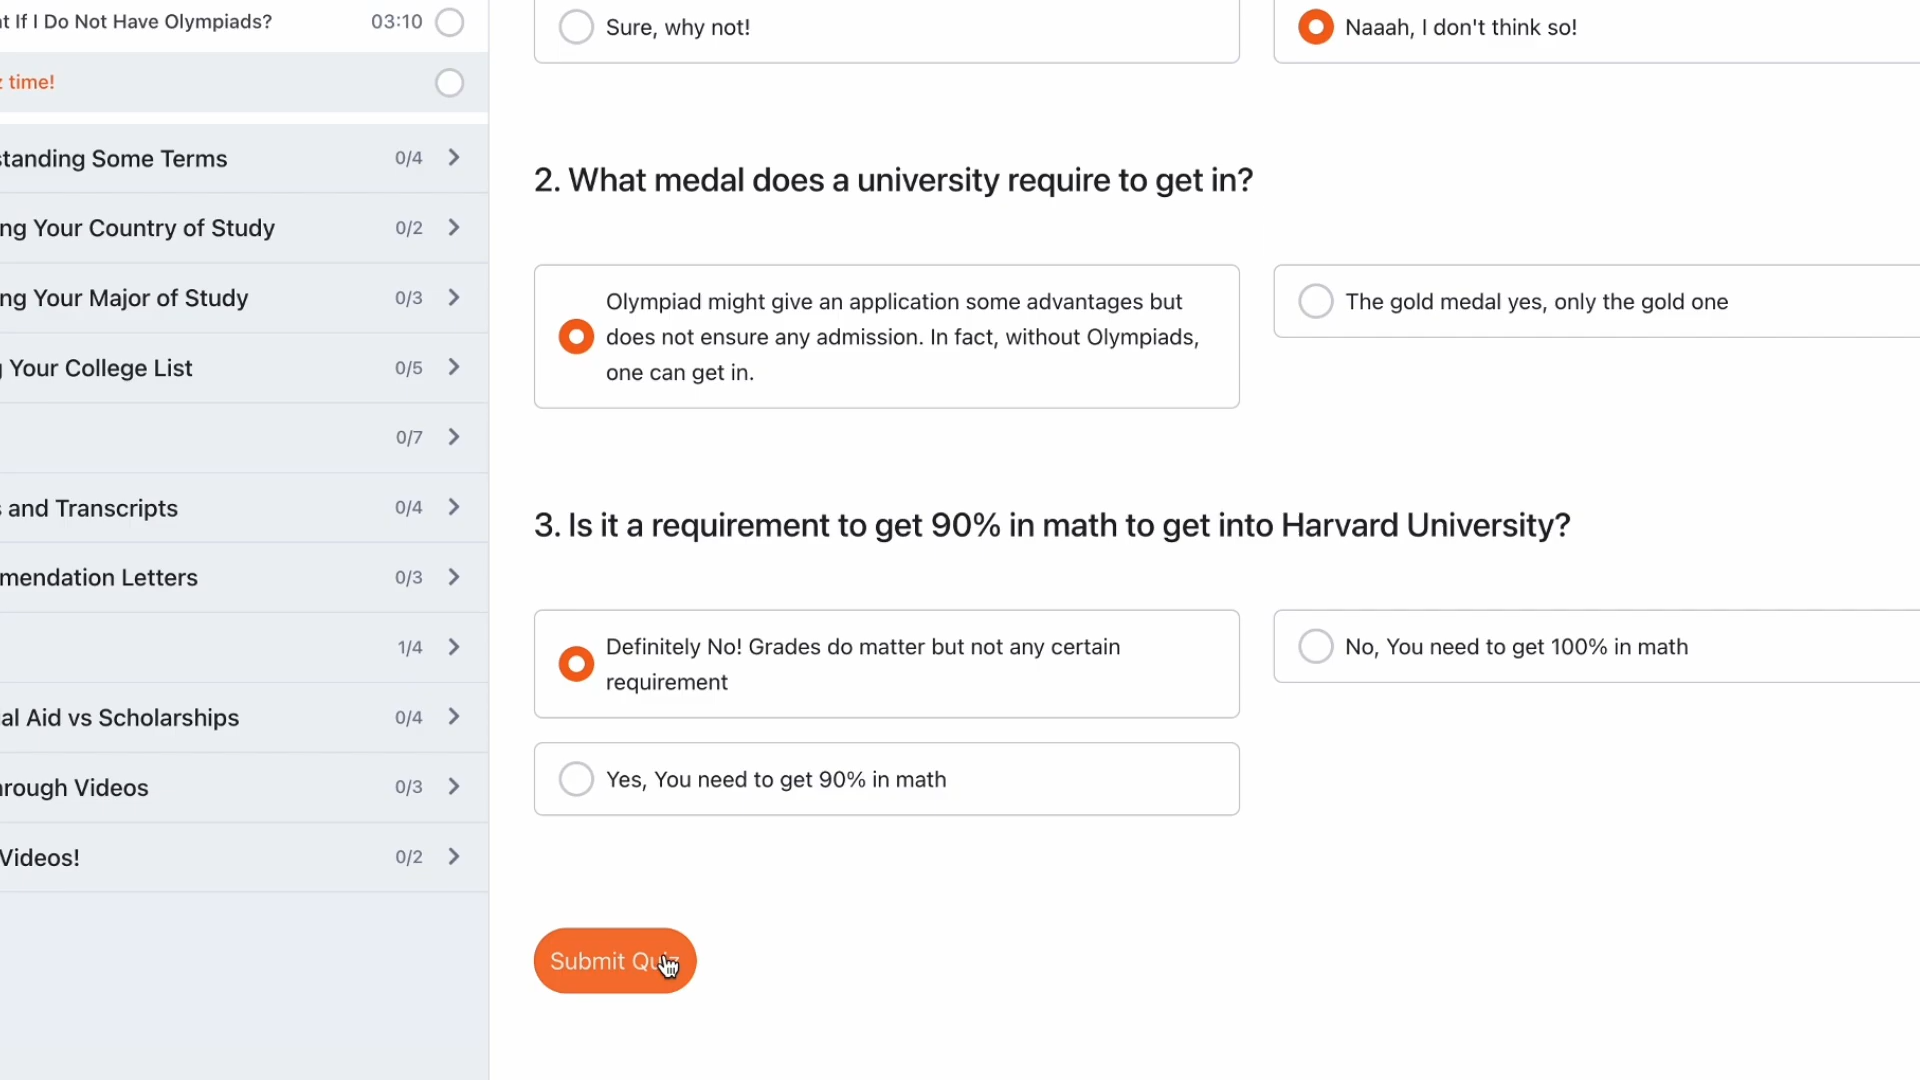 If I Do Not Have Olympiads? 03:10
time!
Some Terms 0/4
Your Country of Study 0/2
Your Major of Study 0/3
Your College List 0/5
0/7
and Transcripts 0/4
Letters 0/3
1/4
Aid vs Scholarships 0/4
Videos 0/3
Videos! 0/2
Sure, why not!
Naaah, I don't think so!
2. What medal does a university require to get in?
Olympiad might give an application some advantages but
does not ensure any admission. In fact, without Olympiads,
one can get in.
The gold medal yes, only the gold one
3. Is it a requirement to get 90% in math to get into Harvard University?
Definitely No! Grades do matter but not any certain
requirement
No, You need to get 100% in math
Yes, You need to get 90% in math
Submit Quiz